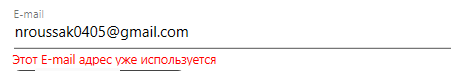 E-mail
nroussak0405@gmail.com
Этот E-mail адрес уже используется